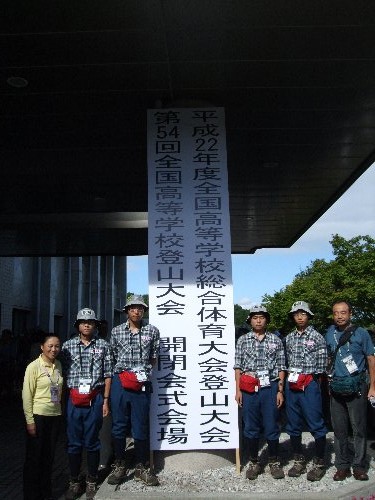 平成22年度全国高等学校総合体育大会登山大会
第54回全国高等学校登山大会　開閉会式会場